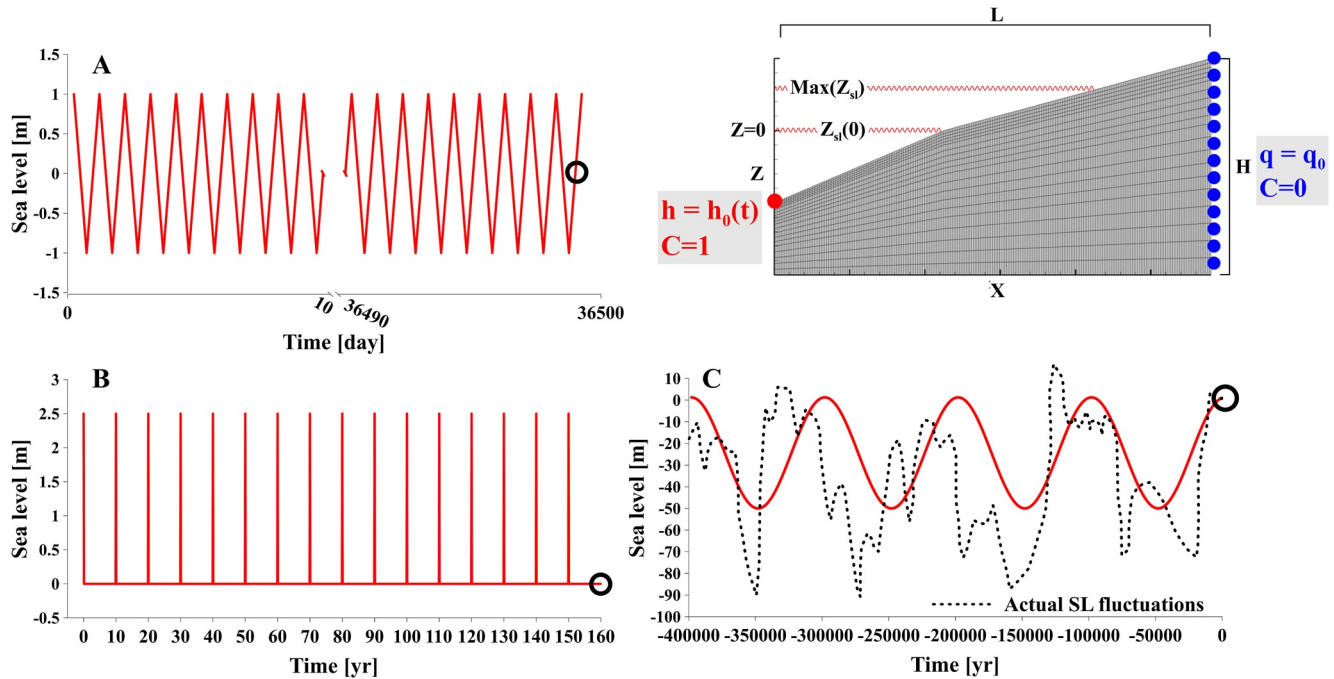 A
1.5
1
0.5
0
-0.5
-1
-1.5
Sea level [m]
0
10
36490
36500
Time [day]
L
Max(Zsl)
Z=0
Zsl(0)
Z
H
q = q0
C=0
h = h0(t)
C=1
X
B
3
2.5
2
1.5
1
0.5
0
-0.5
Sea level [m]
0 10 20 30 40 50 60 70 80 90 100 110 120 130 140 150 160
Time [yr]
C
10
0
-10
-20
-30
-40
-50
-60
-70
-80
-90
-100
Sea level [m]
Actual SL fluctuations
-400000 -350000 -300000 -250000 -200000 -150000 -100000 -50000 0
Time [yr]